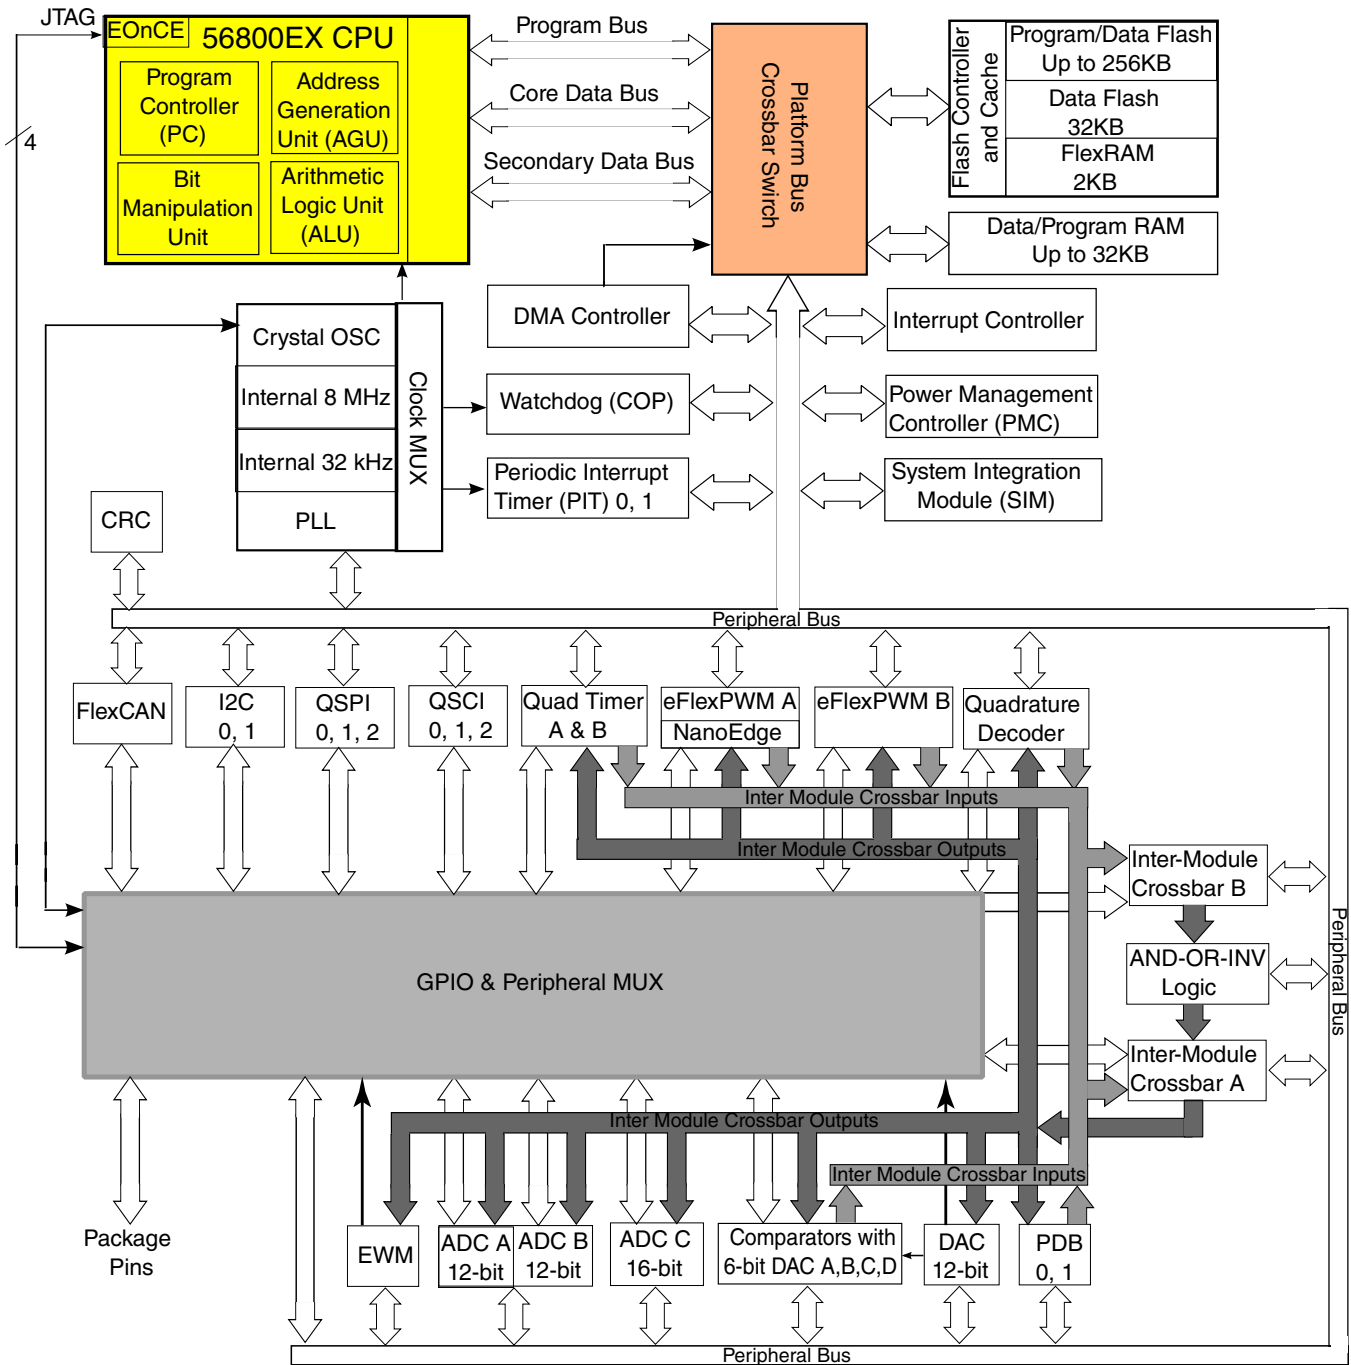 JTAG
EOnCE
56800EX CPU
Program
Controller
(PC)
Address
Generation
Unit (AGU)
Bit
Manipulation
Unit
Arithmetic
Logic Unit
(ALU)
4
Program Bus
Core Data Bus
Secondary Data Bus
Platform Bus
Crossbar Swirch
Flash Controller
and Cache
Program/Data Flash
Up to 256KB
Data Flash
32KB
FlexRAM
2KB
Data/Program RAM
Up to 32KB
Crystal OSC
Internal 8 MHz
Internal 32 kHz
PLL
Clock MUX
DMA Controller
Interrupt Controller
Watchdog (COP)
Power Management
Controller (PMC)
Periodic Interrupt
Timer (PIT) 0, 1
System Integration
Module (SIM)
CRC
Peripheral Bus
FlexCAN
I2C
0, 1
QSPI
0, 1, 2
QSCI
0, 1, 2
Quad Timer
A & B
eFlexPWM A
NanoEdge
eFlexPWM B
Quadrature
Decoder
Inter Module Crossbar Inputs
Inter Module Crossbar Outputs
Inter-Module
Crossbar B
AND-OR-INV
Logic
Inter-Module
Crossbar A
Peripheral Bus
GPIO & Peripheral MUX
Inter Module Crossbar Outputs
Inter Module Crossbar Inputs
Package
Pins
EWM
ADC A
12-bit
ADC B
12-bit
ADC C
16-bit
Comparators with
6-bit DAC A,B,C,D
DAC
12-bit
PDB
0, 1
Peripheral Bus